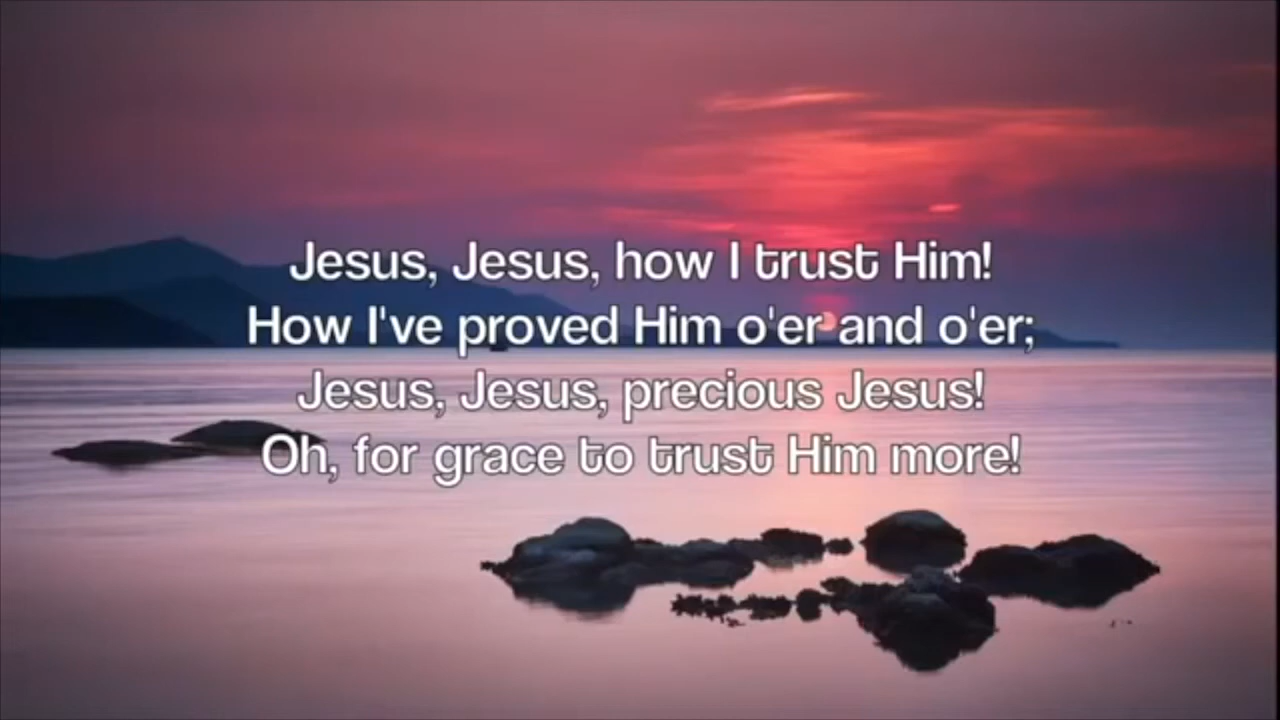 Jesus, Jesus, how I trust Him!
How I've proved Him o'er and o'er;
Jesus, Jesus, precious Jesus!
Oh, for grace to trust Him more!